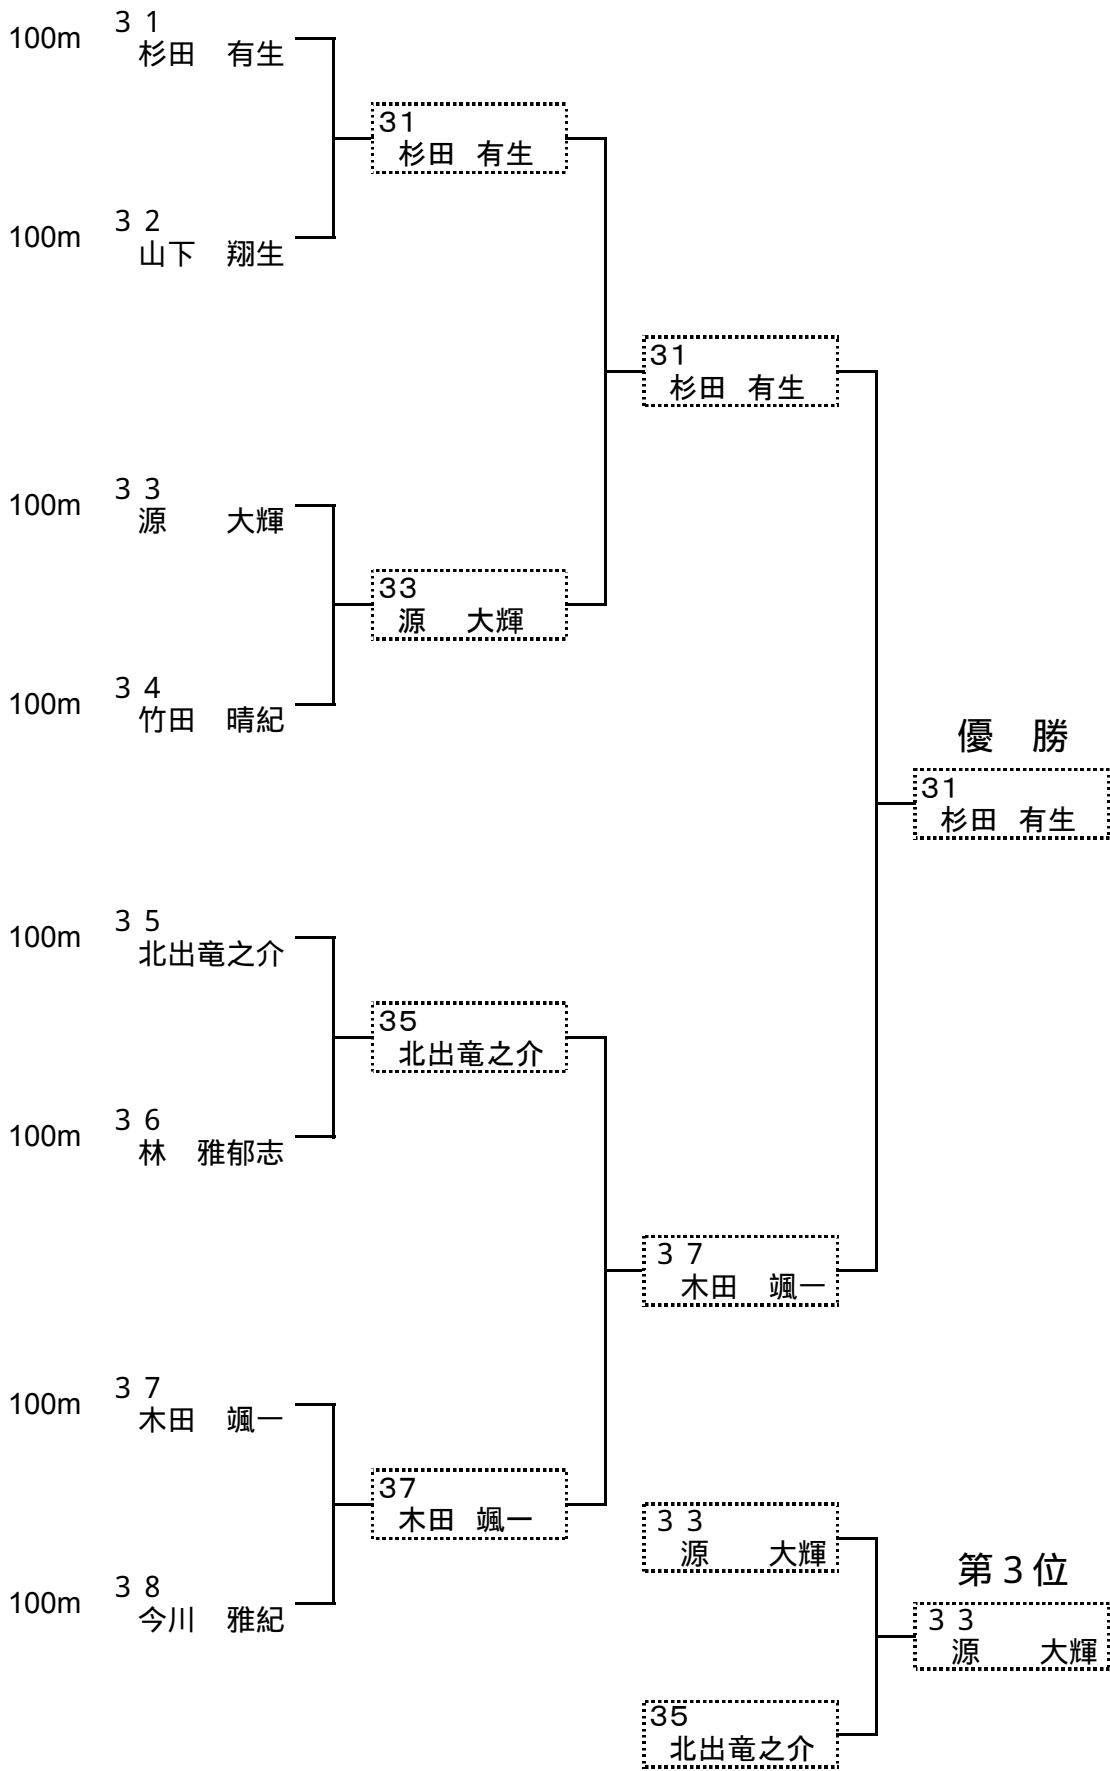 100m
３１
杉田　有生
31
杉田 有生
100m
３２
山下　翔生
31
杉田 有生
100m
３３
源　　大輝
33
源　大輝
100m
３４
竹田　晴紀
優　勝
31
杉田 有生
100m
３５
北出竜之介
35
北出竜之介
100m
３６
林　雅郁志
３７
木田　颯一
100m
３７
木田　颯一
37
木田 颯一
３３
源　　大輝
100m
３８
今川　雅紀
第３位
３３
源　　大輝
35
北出竜之介